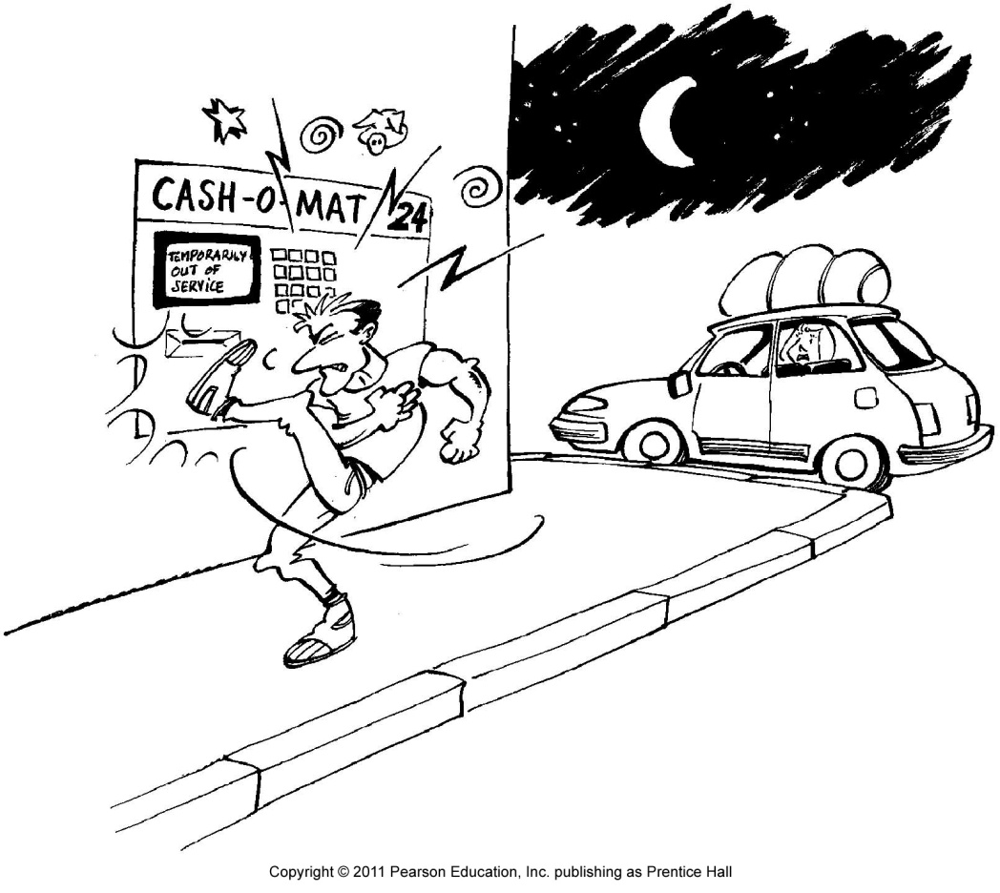 CASH-O-MAT 24
TEMPORARILY
OUT OF
SERVICE
Copyright © 2011 Pearson Education, Inc. publishing as Prentice Hall